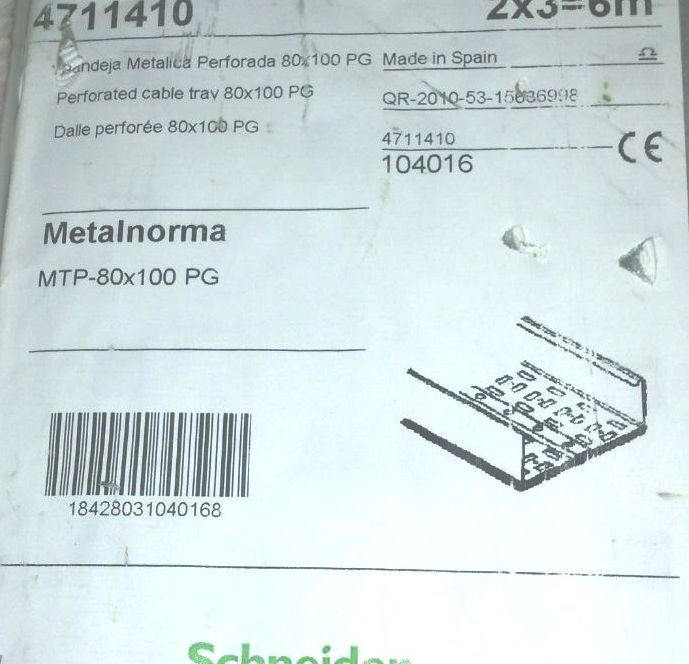 4711410
2x3=6m
Bandeja Metalica Perforada 80x100 PG
Made in Spain
Perforated cable tray 80x100 PG
QR-2010-53-15636998
Dalle perforée 80x100 PG
4711410
104016
CE
Metalnorma
MTP-80x100 PG
18428031040168
Schneider